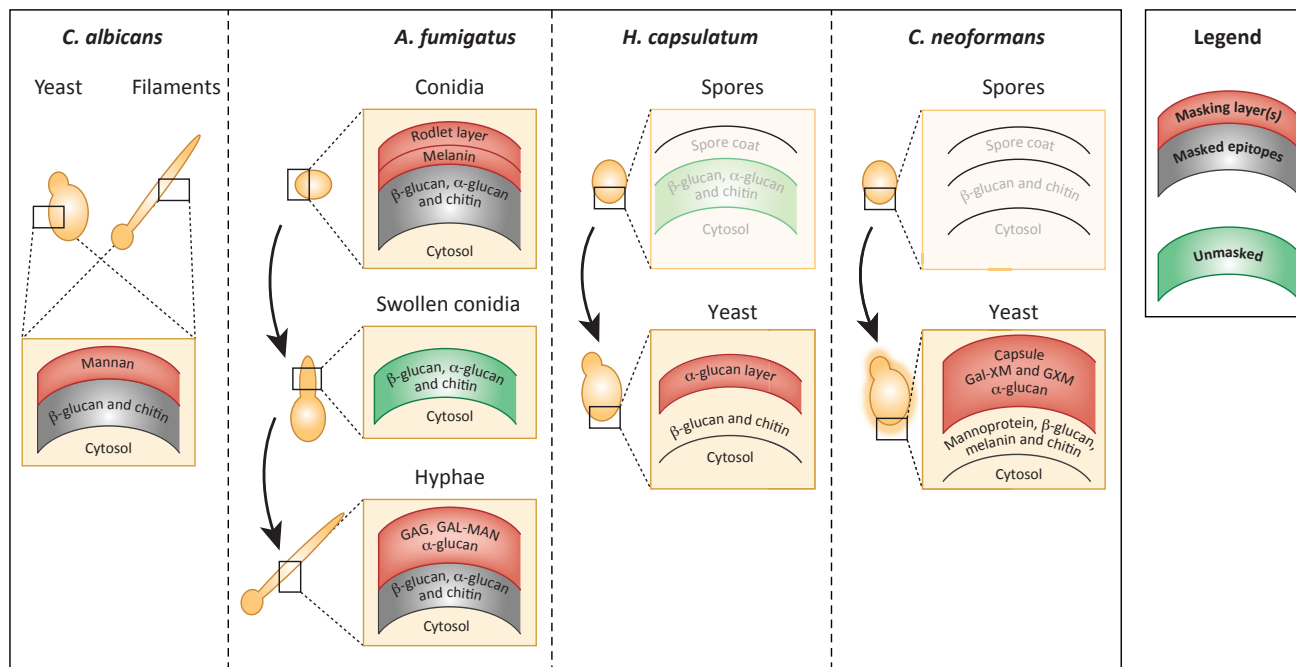 C. albicans
Yeast
Filaments
Mannan
β-glucan and chitin
Cytosol
A. fumigatus
Conidia
Rodlet layer
Melanin
β-glucan, α-glucan
and chitin
Cytosol
Swollen conidia
β-glucan, α-glucan
and chitin
Cytosol
Hyphae
GAG, GAL-MAN
α-glucan
β-glucan, α-glucan
and chitin
Cytosol
H. capsulatum
Spores
Spore coat
β-glucan, α-glucan
and chitin
Cytosol
Yeast
α-glucan layer
β-glucan and chitin
Cytosol
C. neoformans
Spores
Spore coat
β-glucan and chitin
Cytosol
Yeast
Capsule
Gal-XM and GXM
α-glucan
Mannoprotein, β-glucan,
melanin and chitin
Cytosol
Legend
Masking layer(s)
Masked epitopes
Unmasked